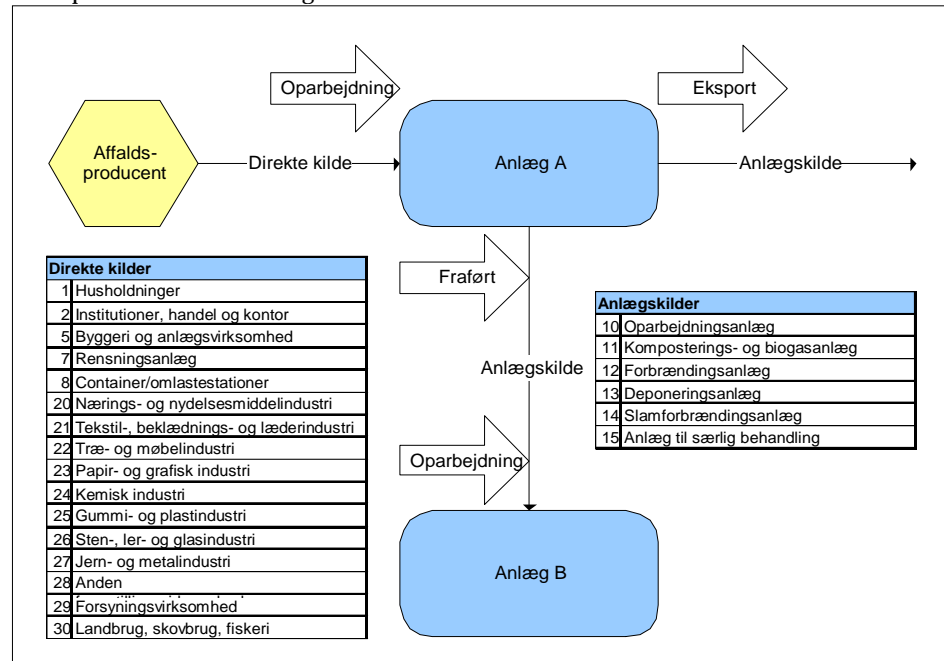 Oparbejdning
Eksport
Affalds-
producent
Direkte kilde
Anlæg A
Anlægskilde
Fraført
Anlægskilde
Oparbejdning
Anlæg B
Direkte kilder
1 Husholdninger
2 Institutioner, handel og kontor
5 Byggeri og anlægsvirksomhed
7 Rensningsanlæg
8 Container/omlastestationer
20 Nærings- og nydelsesmiddelindustri
21 Tekstil-, beklædnings- og læderindustri
22 Træ- og møbelindustri
23 Papir- og grafisk industri
24 Kemisk industri
25 Gummi- og plastindustri
26 Sten-, ler- og glasindustri
27 Jern- og metalindustri
28 Anden
29 Forsyningsvirksomhed
30 Landbrug, skovbrug, fiskeri
Anlægskilder
10 Oparbejdningsanlæg
11 Komposterings- og biogasanlæg
12 Forbrændingsanlæg
13 Deponeringsanlæg
14 Slamforbrændingsanlæg
15 Anlæg til særlig behandling